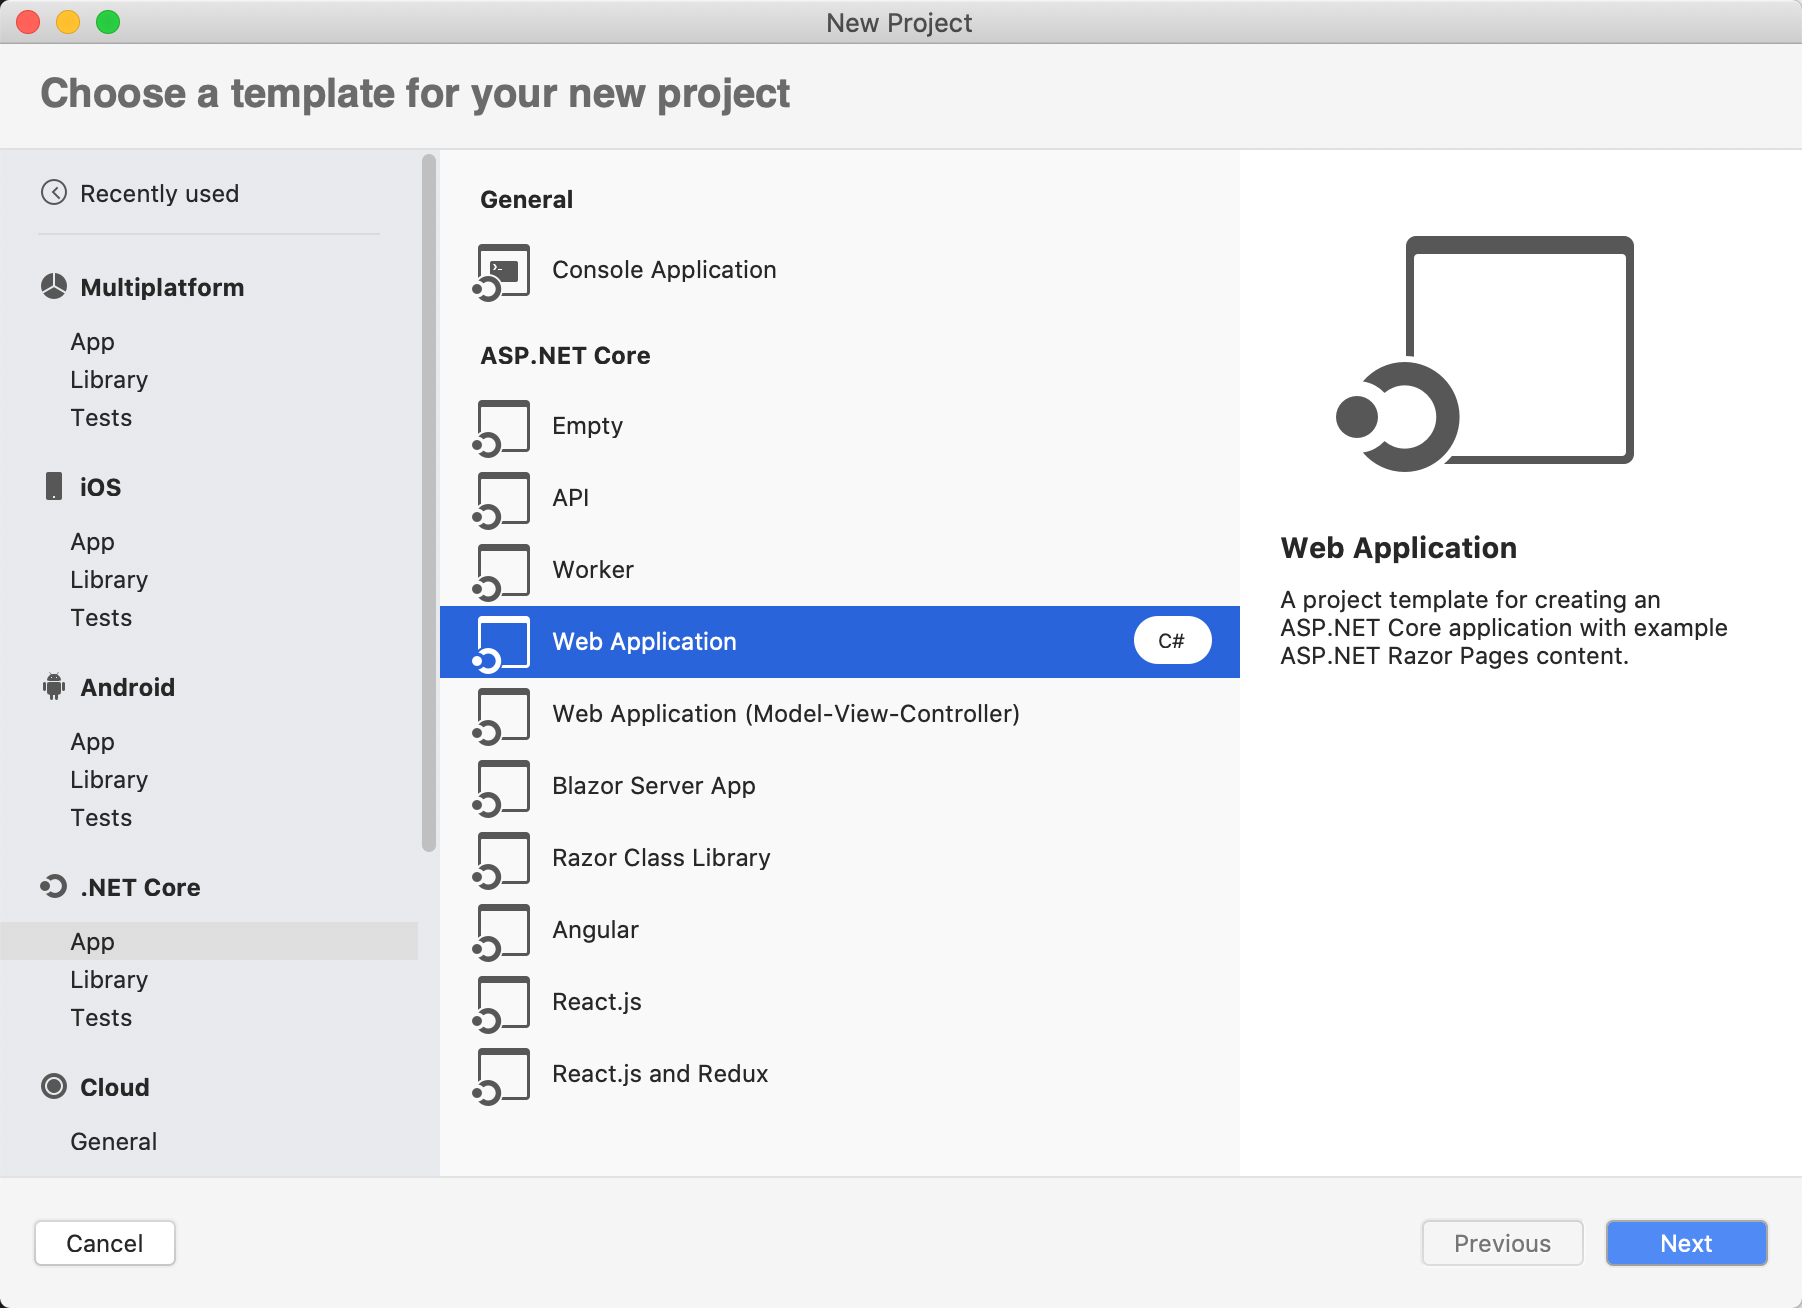 New Project
Choose a template for your new project
Recently used
Multiplatform
App
Library
Tests
iOS
App
Library
Tests
Android
App
Library
Tests
.NET Core
App
Library
Tests
Cloud
General
General
Console Application
ASP.NET Core
Empty
API
Worker
Web Application
C#
Web Application (Model-View-Controller)
Blazor Server App
Razor Class Library
Angular
React.js
React.js and Redux
Web Application
A project template for creating an
ASP.NET Core application with example
ASP.NET Razor Pages content.
Cancel
Previous
Next